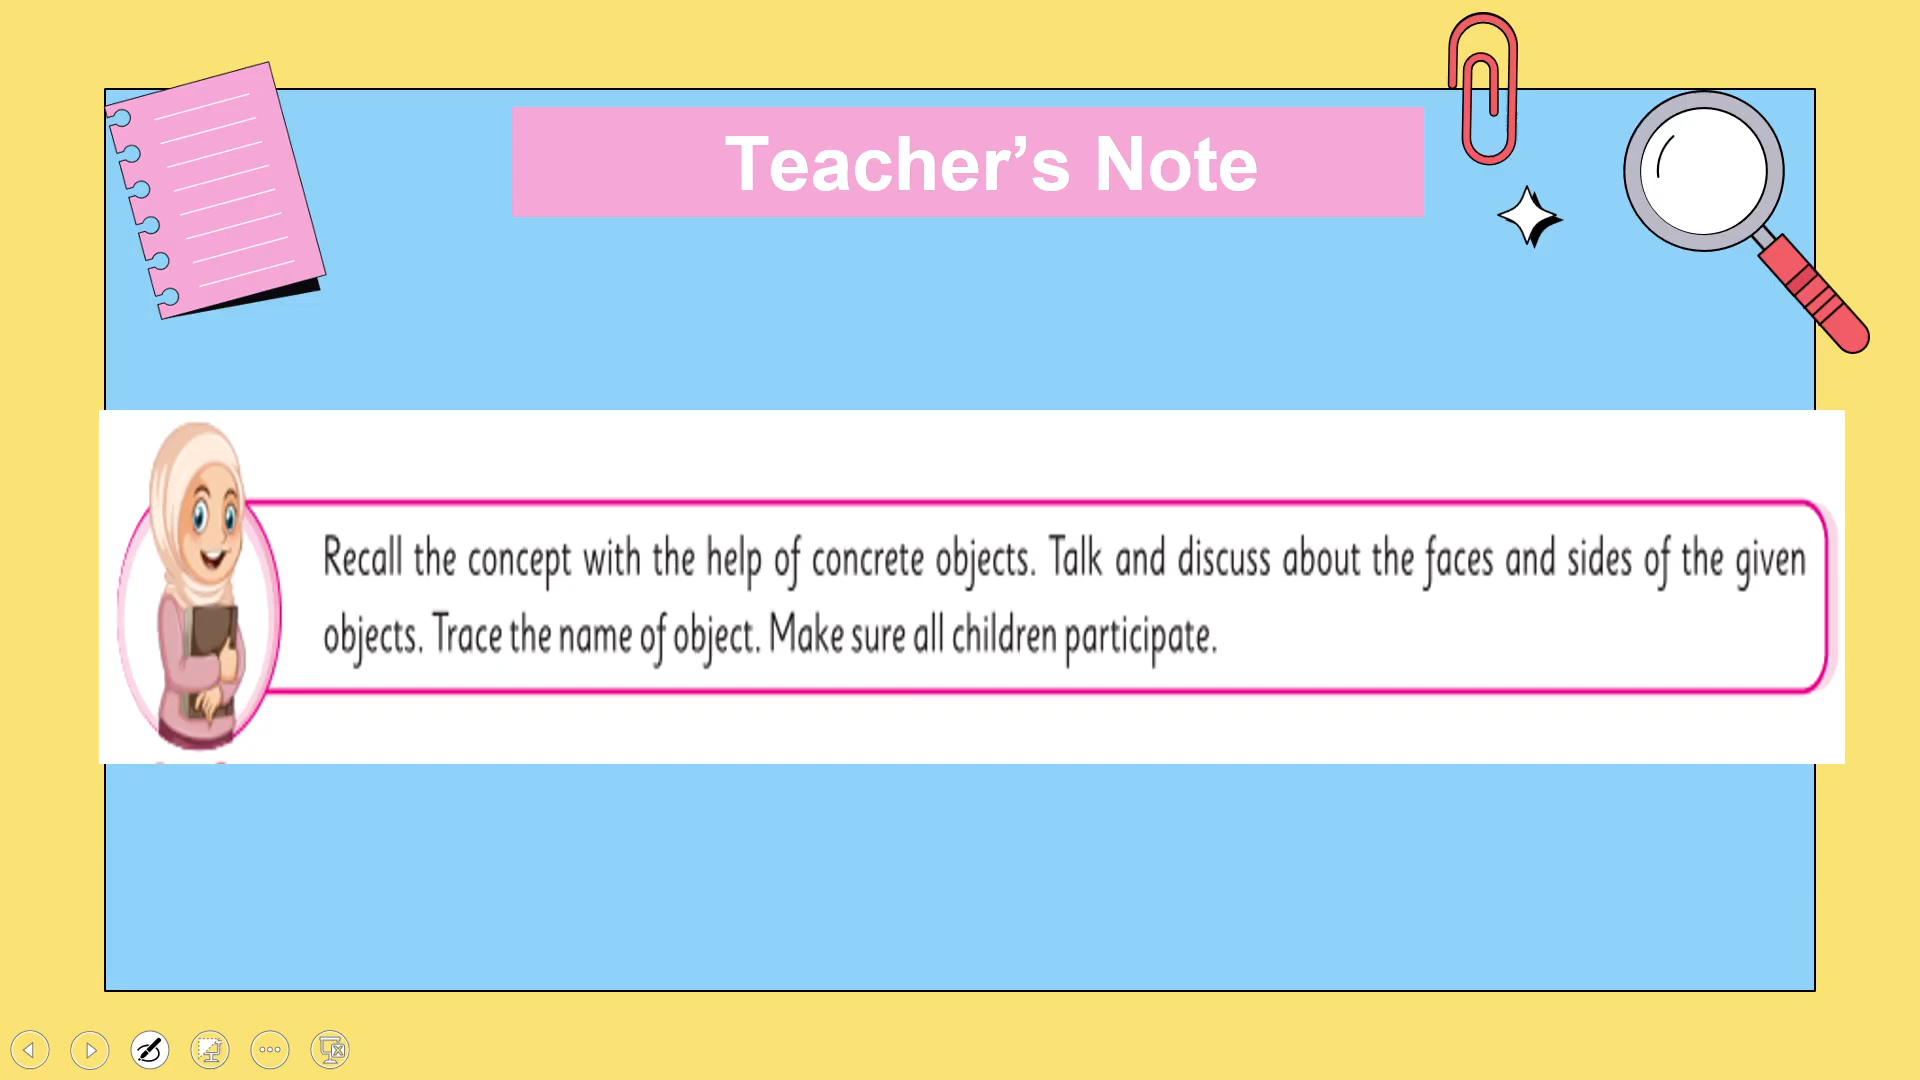 Teacher’s Note
Recall the concept with the help of concrete objects. Talk and discuss about the faces and sides of the given
objects. Trace the name of object. Make sure all children participate.